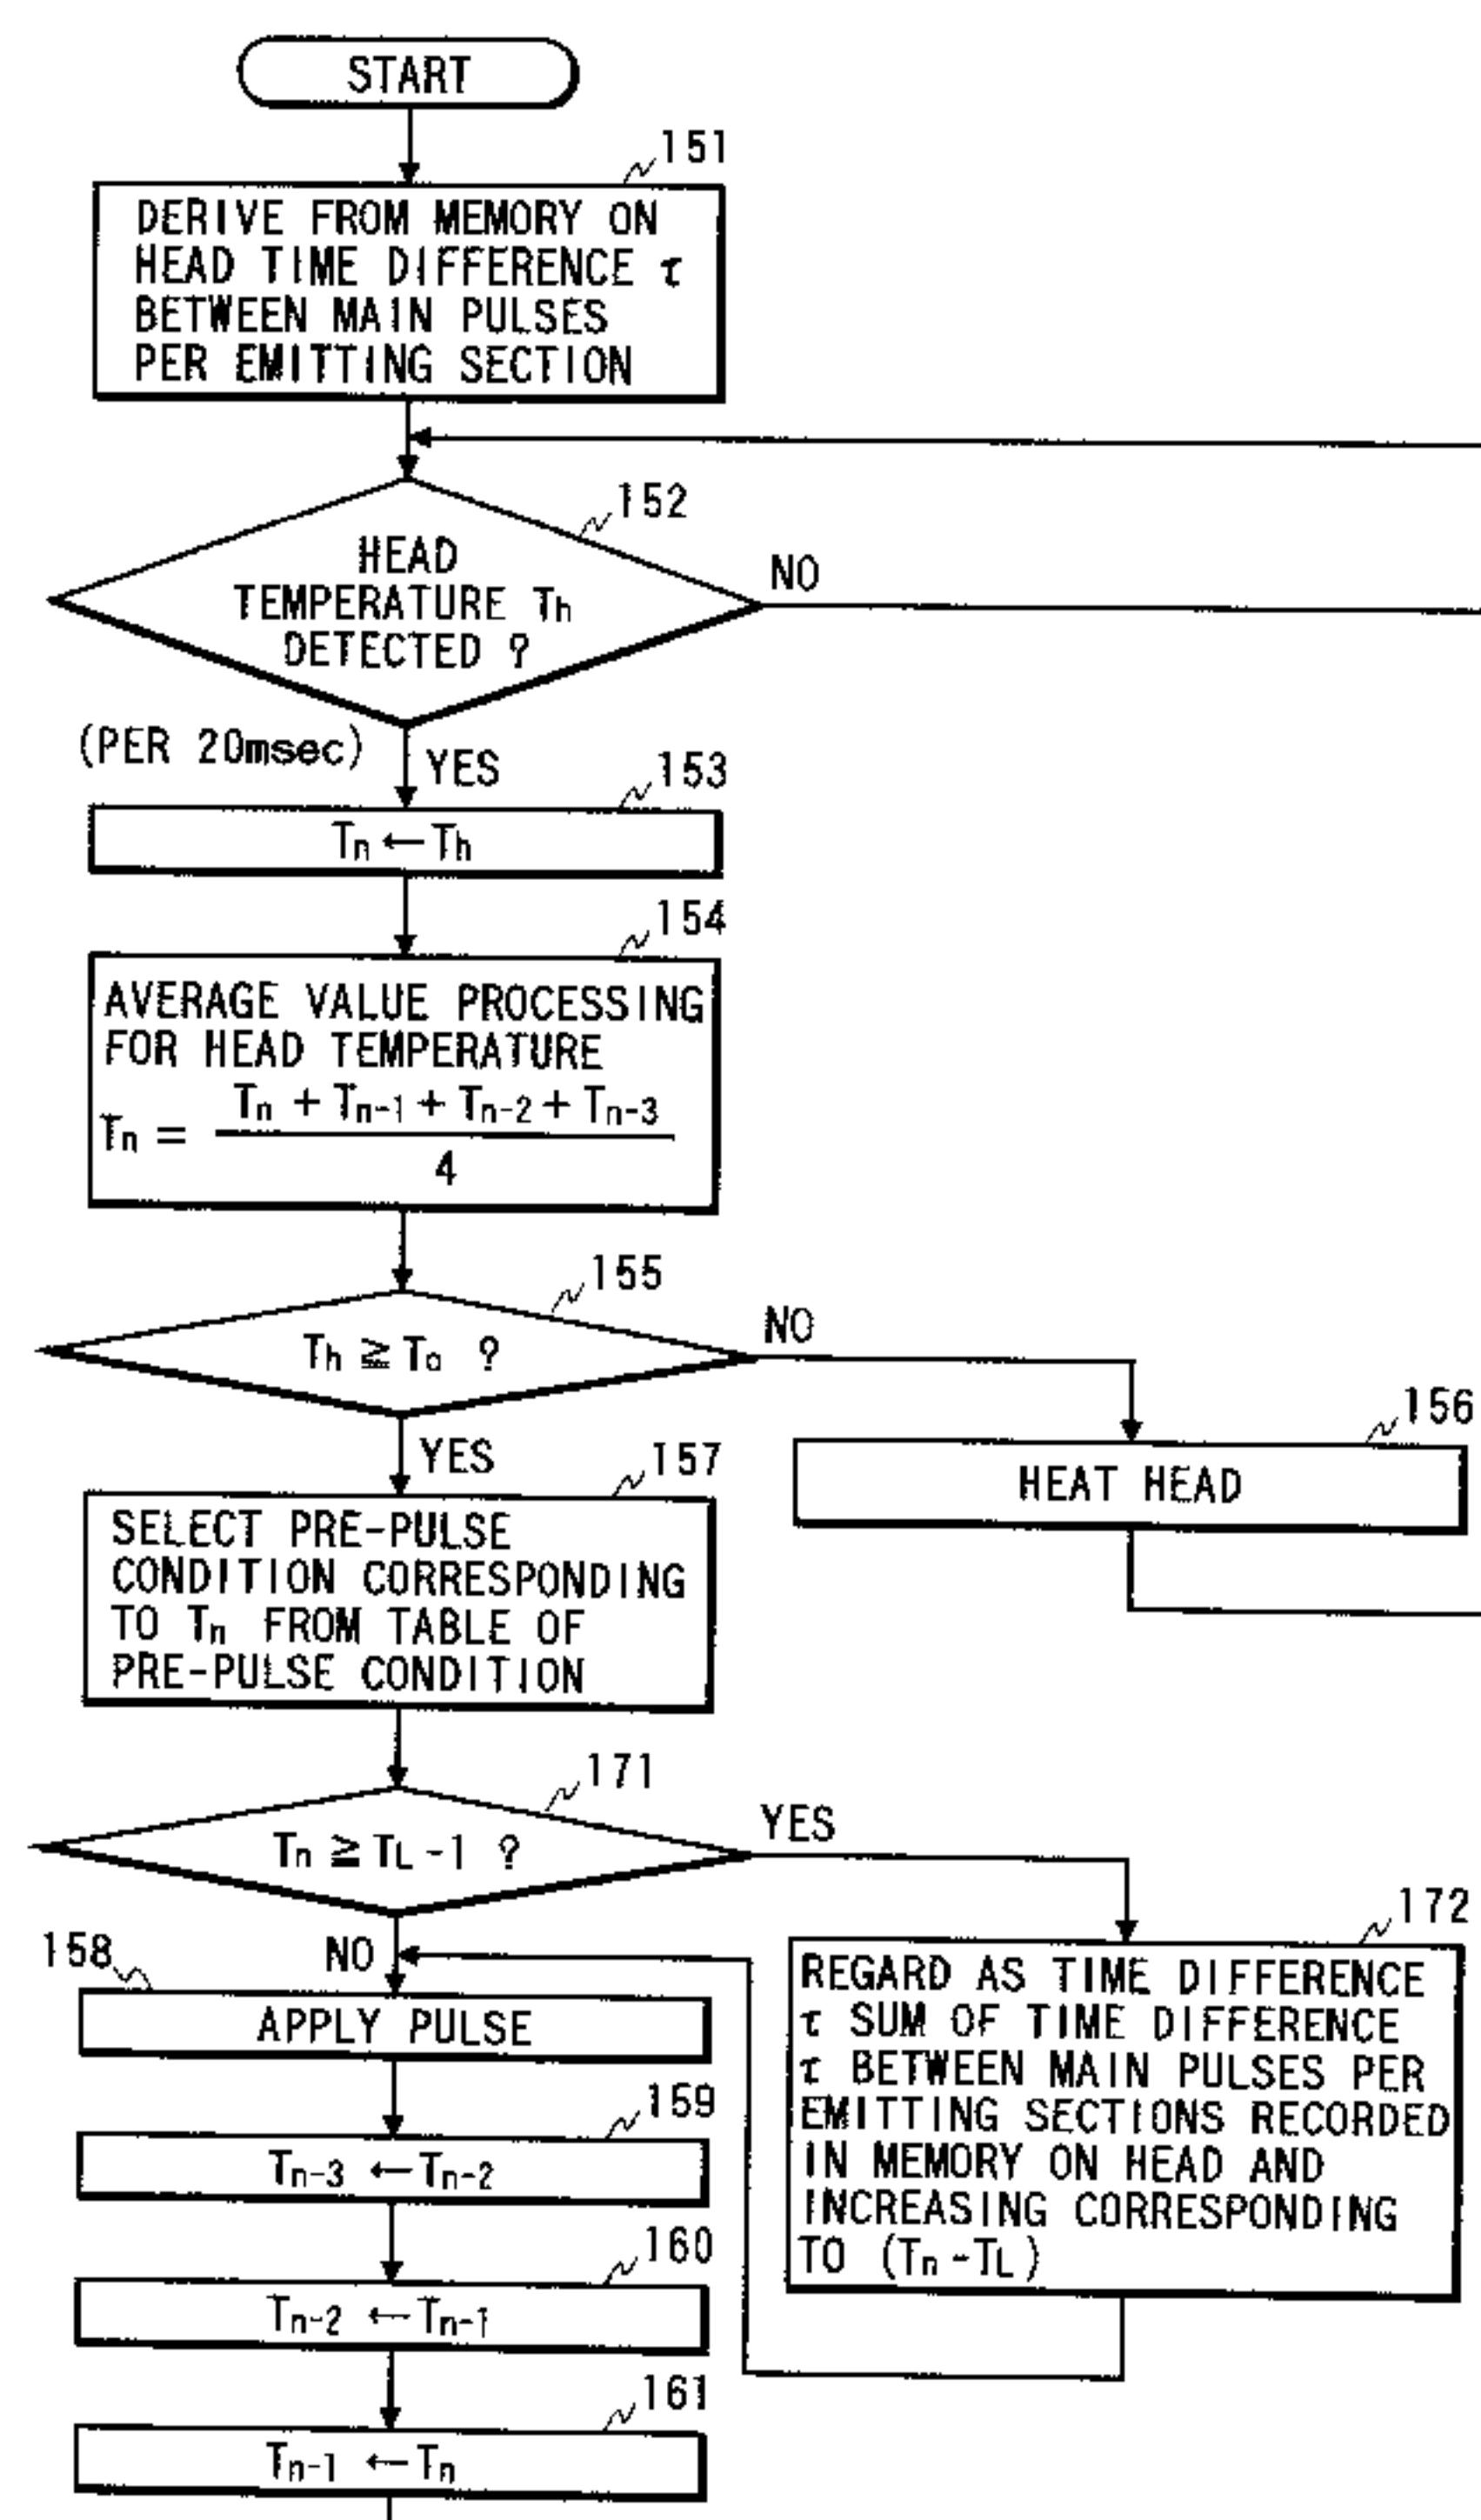 START
151
DERIVE FROM MEMORY ON
HEAD TIME DIFFERENCE τ
BETWEEN MAIN PULSES
PER EMITTING SECTION
152
HEAD
TEMPERATURE Th
DETECTED ?
NO
(PER 20msec)
YES
153
Tn ← Th
154
AVERAGE VALUE PROCESSING
FOR HEAD TEMPERATURE
Tn = (Tn + Tn-1 + Tn-2 + Tn-3) / 4
155
Th ≧ To ?
NO
156
HEAT HEAD
YES
157
SELECT PRE-PULSE
CONDITION CORRESPONDING
TO Tn FROM TABLE OF
PRE-PULSE CONDITION
171
Tn ≧ TL-1 ?
YES
172
REGARD AS TIME DIFFERENCE
τ SUM OF TIME DIFFERENCE
τ BETWEEN MAIN PULSES PER
EMITTING SECTIONS RECORDED
IN MEMORY ON HEAD AND
INCREASING CORRESPONDING
TO (Tn-TL)
NO
158
APPLY PULSE
159
Tn-3 ← Tn-2
160
Tn-2 ← Tn-1
161
Tn-1 ← Tn